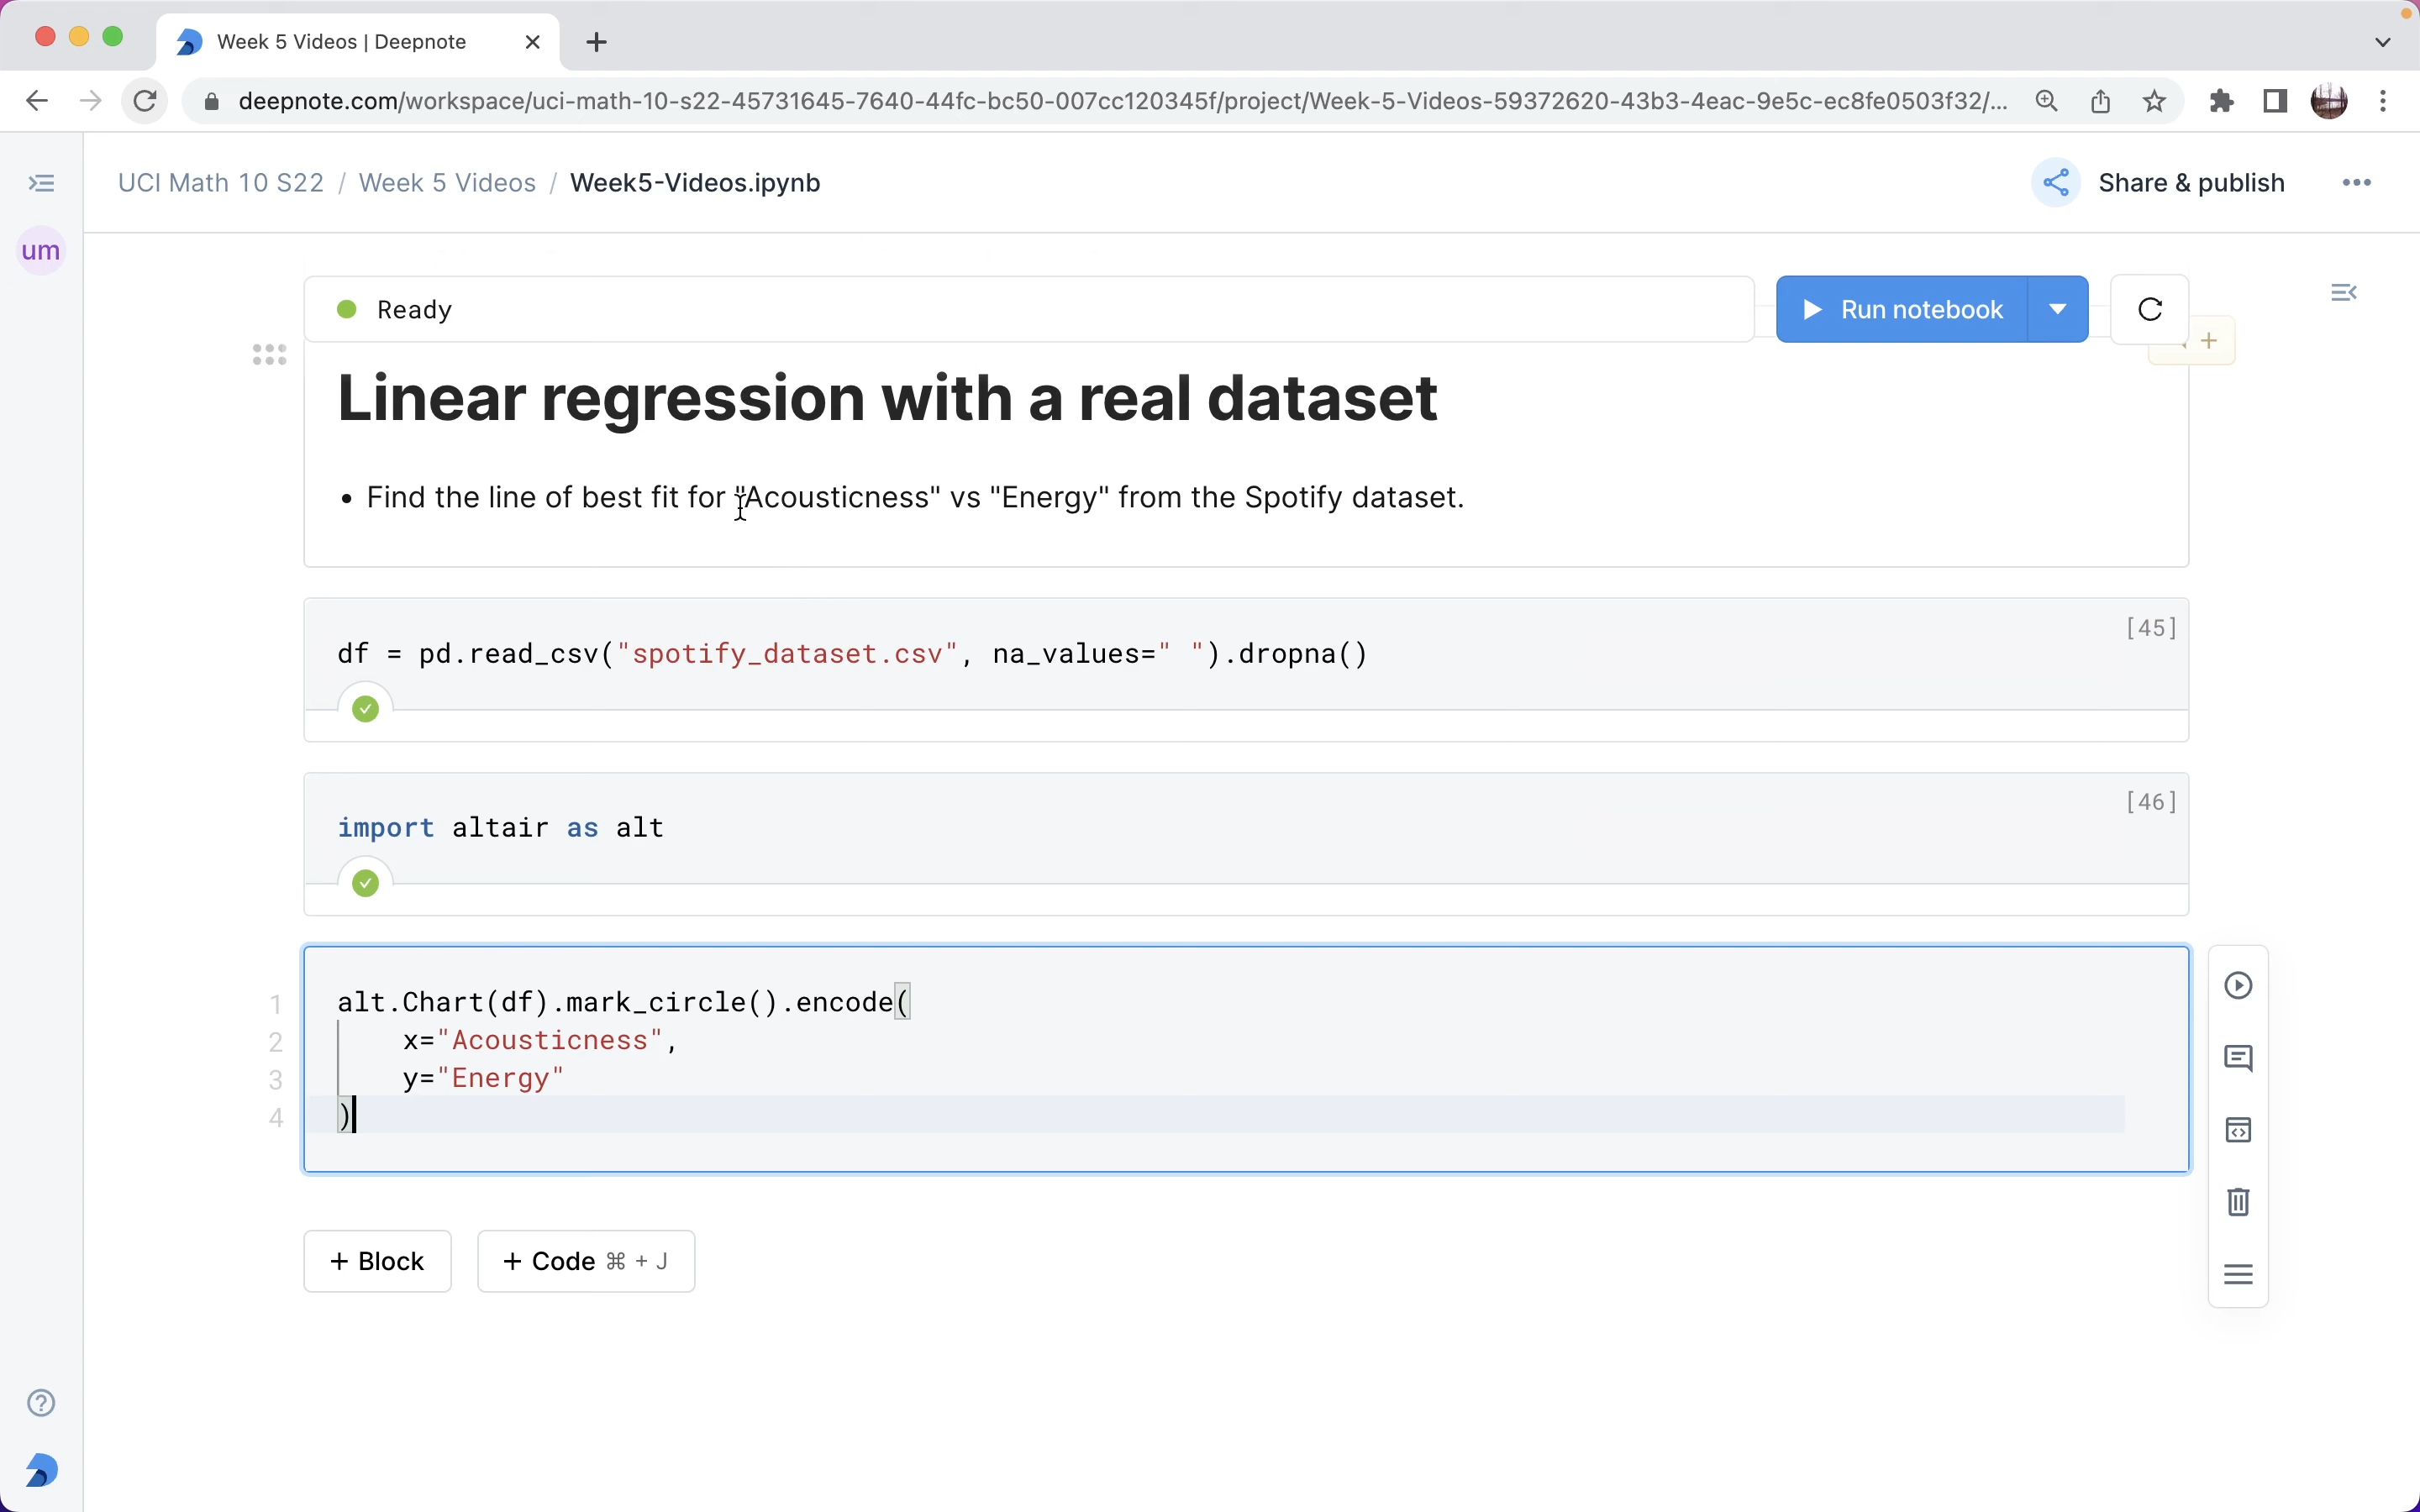 Week 5 Videos | Deepnote
deepnote.com/workspace/uci-math-10-s22-45731645-7640-44fc-bc50-007cc120345f/project/Week-5-Videos-59372620-43b3-4eac-9e5c-ec8fe0503f32/...
UCI Math 10 S22 / Week 5 Videos / Week5-Videos.ipynb
Share & publish
um
Ready
Run notebook
Linear regression with a real dataset
• Find the line of best fit for "Acousticness" vs "Energy" from the Spotify dataset.
[45]
df = pd.read_csv("spotify_dataset.csv", na_values=" ").dropna()
[46]
import altair as alt
1 alt.Chart(df).mark_circle().encode(
2     x="Acousticness",
3     y="Energy"
4 )
+ Block
+ Code ⌘ + J